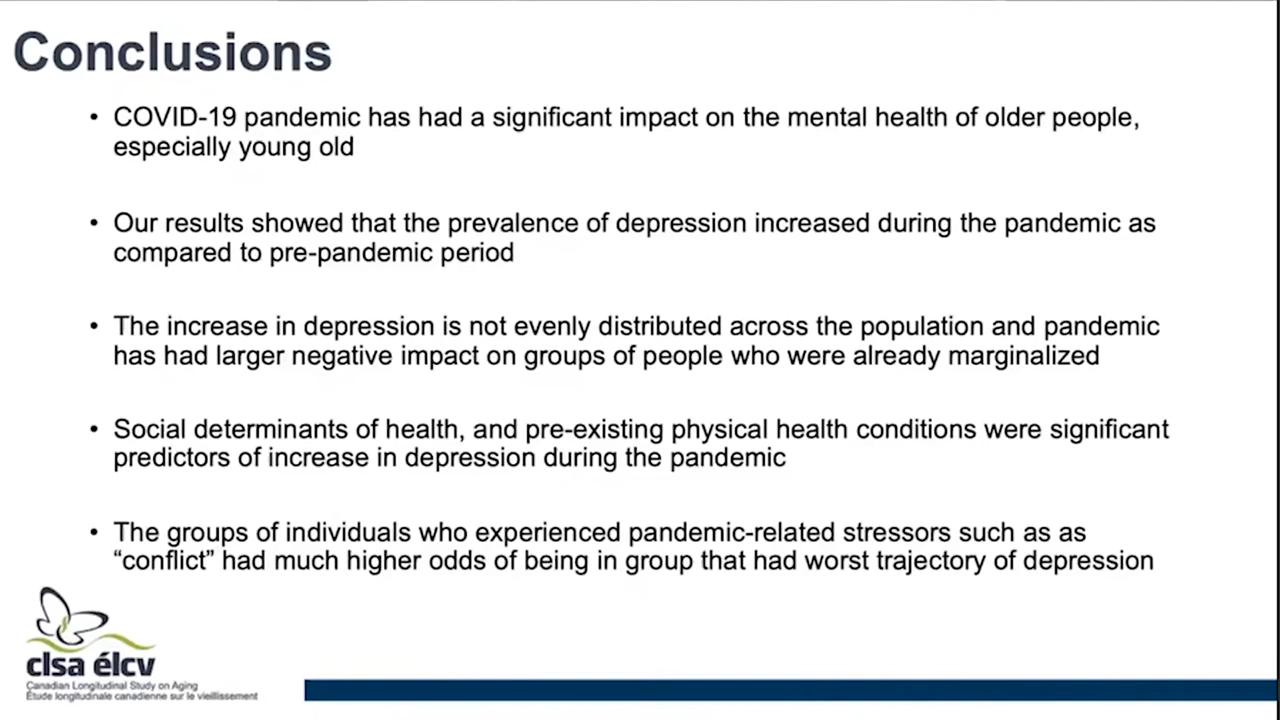 Conclusions
• COVID-19 pandemic has had a significant impact on the mental health of older people,
especially young old
• Our results showed that the prevalence of depression increased during the pandemic as
compared to pre-pandemic period
• The increase in depression is not evenly distributed across the population and pandemic
has had larger negative impact on groups of people who were already marginalized
• Social determinants of health, and pre-existing physical health conditions were significant
predictors of increase in depression during the pandemic
• The groups of individuals who experienced pandemic-related stressors such as as
“conflict” had much higher odds of being in group that had worst trajectory of depression
clsa élcv
Canadian Longitudinal Study on Aging
Étude longitudinale canadienne sur le vieillissement